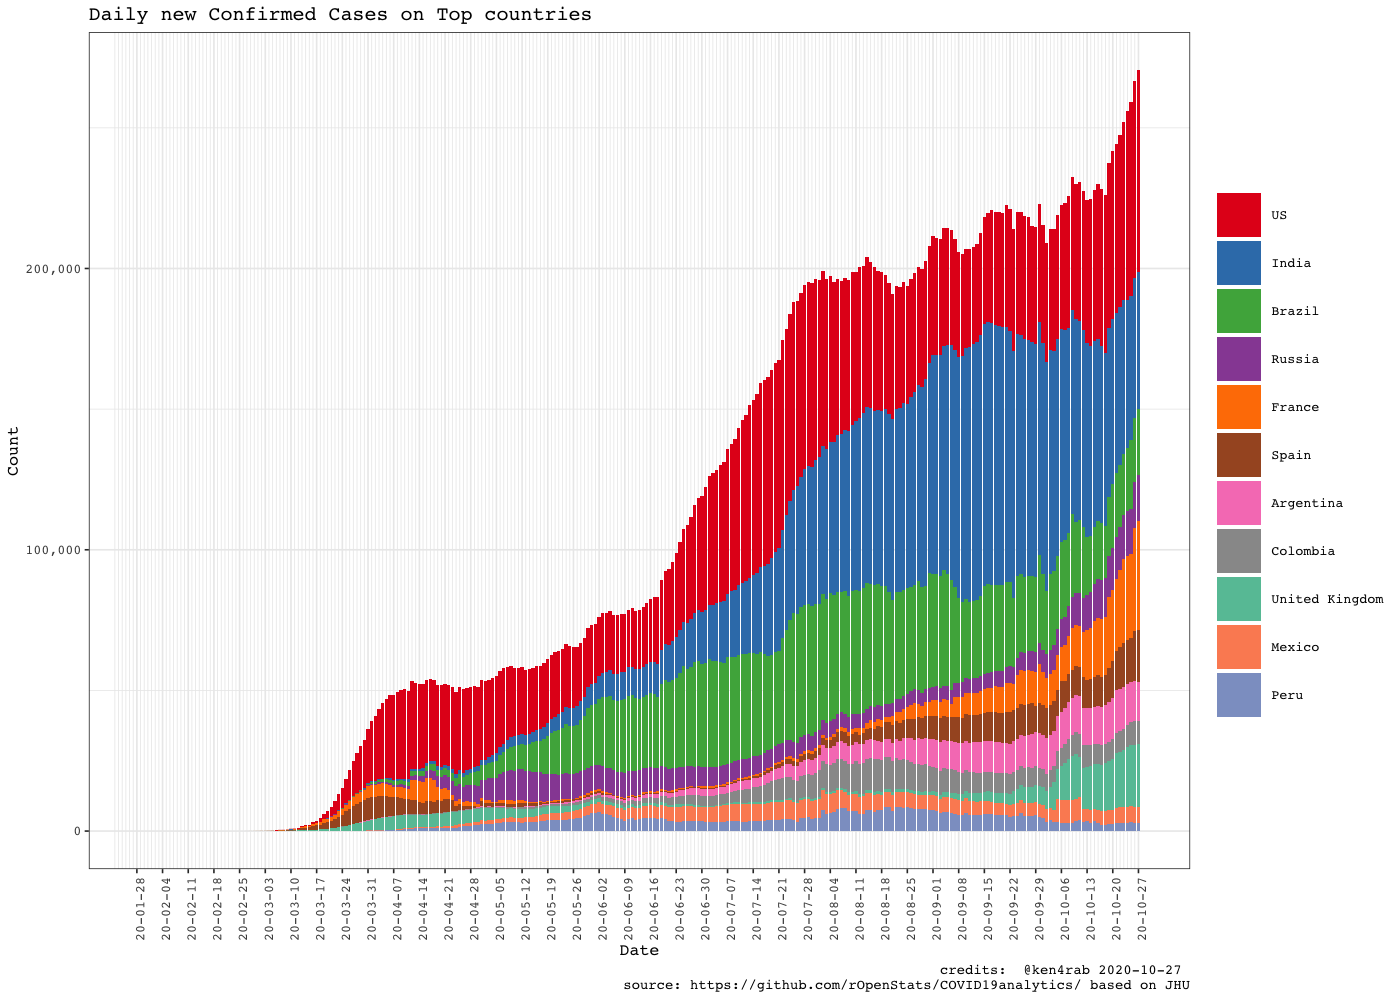 Daily new Confirmed Cases on Top countries
Count
200,000
100,000
0
US
India
Brazil
Russia
France
Spain
Argentina
Colombia
United Kingdom
Mexico
Peru
20-01-28
20-02-04
20-02-11
20-02-18
20-02-25
20-03-03
20-03-10
20-03-17
20-03-24
20-03-31
20-04-07
20-04-14
20-04-21
20-04-28
20-05-05
20-05-12
20-05-19
20-05-26
20-06-02
20-06-09
20-06-16
20-06-23
20-06-30
20-07-07
20-07-14
20-07-21
20-07-28
20-08-04
20-08-11
20-08-18
20-08-25
20-09-01
20-09-08
20-09-15
20-09-22
20-09-29
20-10-06
20-10-13
20-10-20
20-10-27
Date
credits:  @ken4rab 2020-10-27
source: https://github.com/rOpenStats/COVID19analytics/ based on JHU